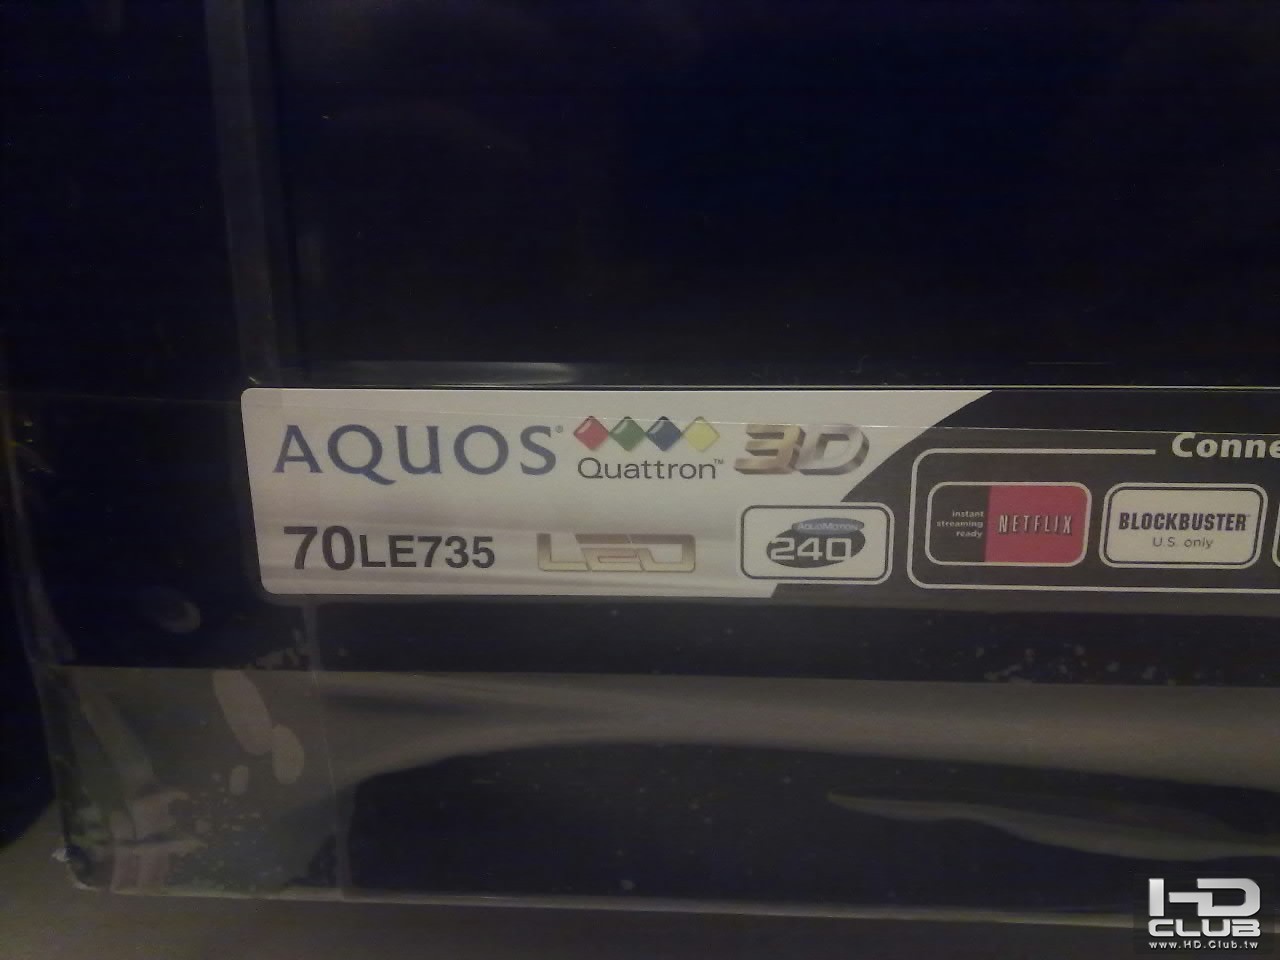 AQUOS®
Quattron™
3D
70LE735
LED
AQUOMOTION
240
Conne
instant
streaming
ready
NETFLIX
BLOCKBUSTER
U.S. only
HD
CLUB
www.HD.Club.tw